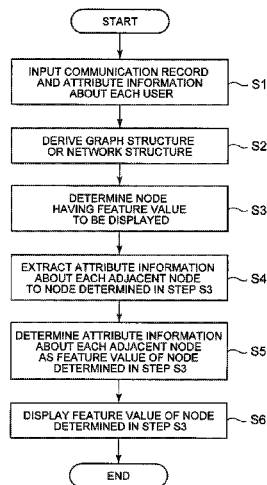 START
INPUT COMMUNICATION RECORD
AND ATTRIBUTE INFORMATION
ABOUT EACH USER
S1
DERIVE GRAPH STRUCTURE
OR NETWORK STRUCTURE
S2
DETERMINE NODE
HAVING FEATURE VALUE
TO BE DISPLAYED
S3
EXTRACT ATTRIBUTE INFORMATION
ABOUT EACH ADJACENT NODE
TO NODE DETERMINED IN STEP S3
S4
DETERMINE ATTRIBUTE INFORMATION
ABOUT EACH ADJACENT NODE
AS FEATURE VALUE OF NODE
DETERMINED IN STEP S3
S5
DISPLAY FEATURE VALUE OF NODE
DETERMINED IN STEP S3
S6
END